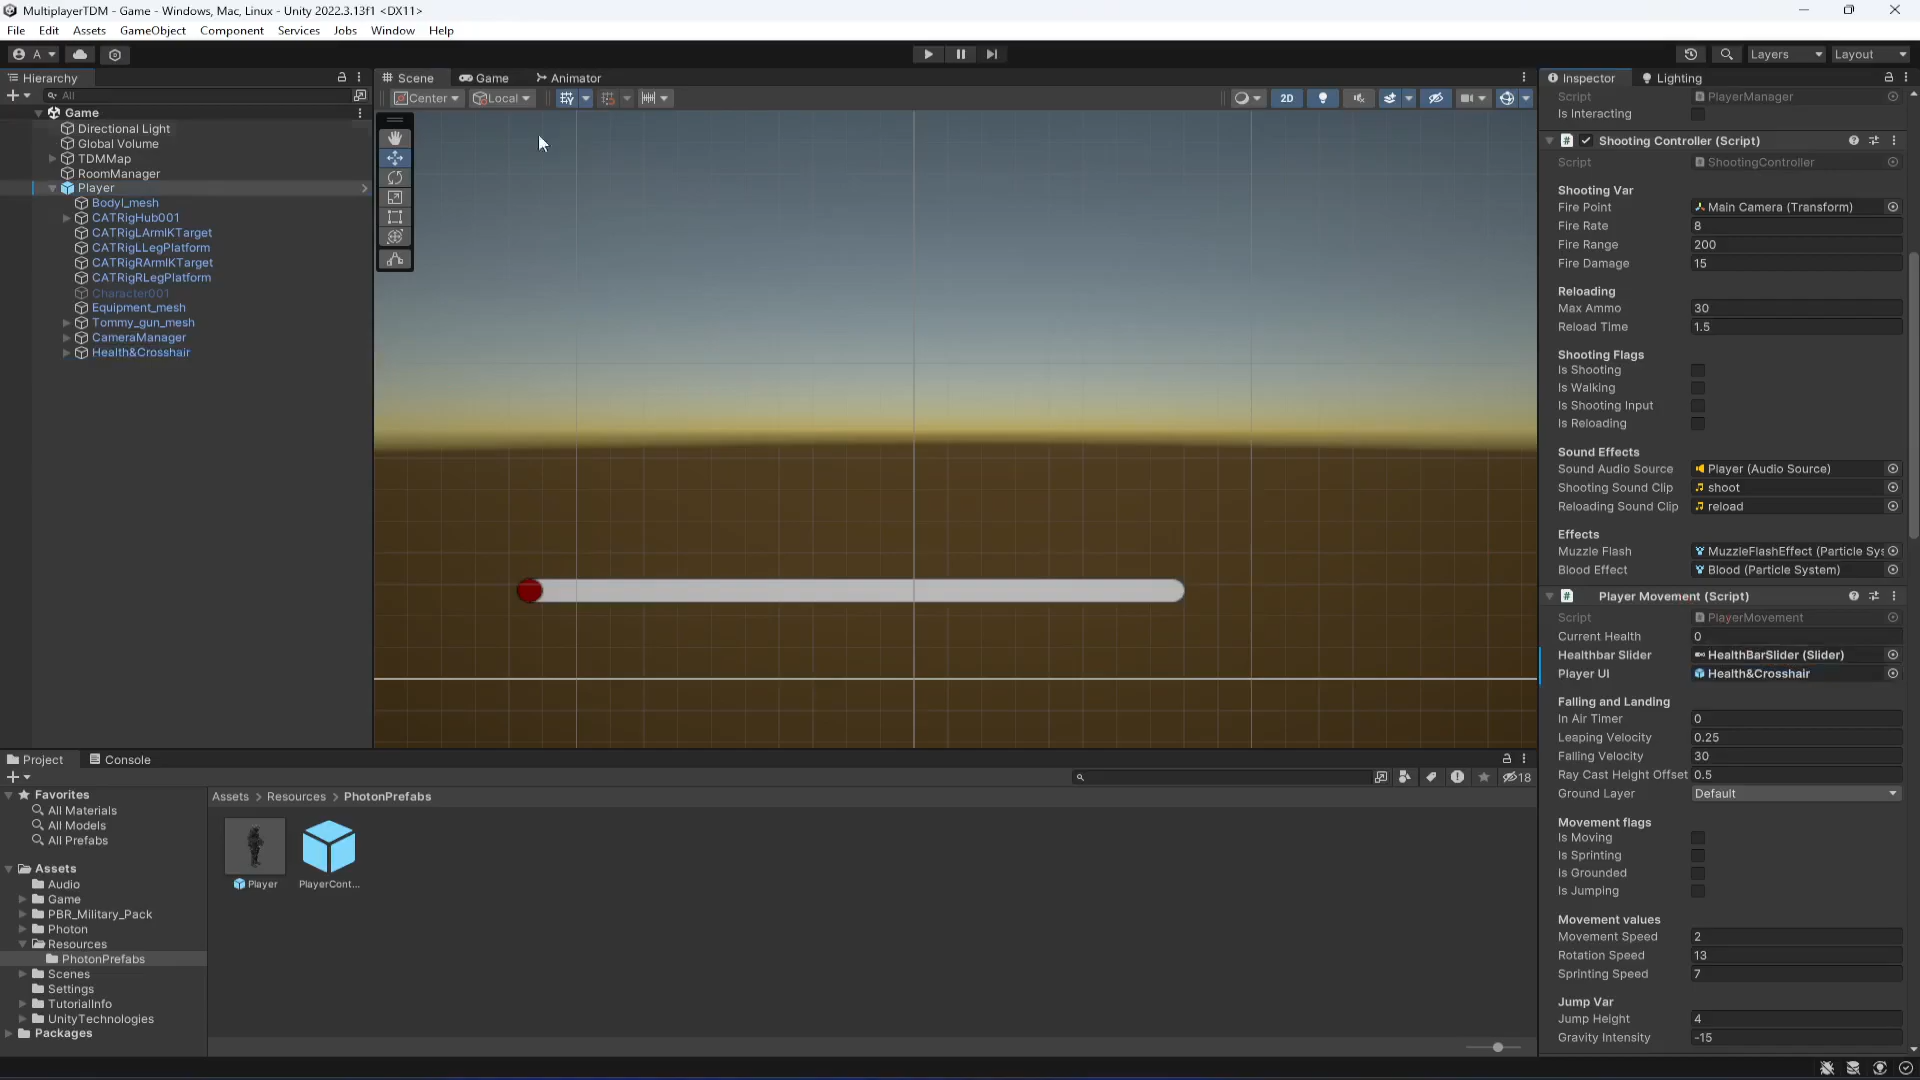 MultiplayerTDM - Game - Windows, Mac, Linux - Unity 2022.3.13f1 <DX11>
File Edit Assets GameObject Component Services Jobs Window Help
A Layers Layout
Hierarchy
All
Game
Directional Light
Global Volume
TDMMap
RoomManager
Player
Bodyl_mesh
CATRigHub001
CATRigLArmIKTarget
CATRigLLegPlatform
CATRigRArmIKTarget
CATRigRLegPlatform
Character001
Equipment_mesh
Tommy_gun_mesh
CameraManager
Health&Crosshair
Scene Game Animator
Center Local 2D
Inspector Lighting
Script PlayerManager
Is Interacting
Shooting Controller (Script)
Script ShootingController
Shooting Var
Fire Point Main Camera (Transform)
Fire Rate 8
Fire Range 200
Fire Damage 15
Reloading
Max Ammo 30
Reload Time 1.5
Shooting Flags
Is Shooting
Is Walking
Is Shooting Input
Is Reloading
Sound Effects
Sound Audio Source Player (Audio Source)
Shooting Sound Clip shoot
Reloading Sound Clip reload
Effects
Muzzle Flash MuzzleFlashEffect (Particle Sys
Blood Effect Blood (Particle System)
Player Movement (Script)
Script PlayerMovement
Current Health 0
Healthbar Slider HealthBarSlider (Slider)
Player UI Health&Crosshair
Falling and Landing
In Air Timer 0
Leaping Velocity 0.25
Falling Velocity 30
Ray Cast Height Offset 0.5
Ground Layer Default
Movement flags
Is Moving
Is Sprinting
Is Grounded
Is Jumping
Movement values
Movement Speed 2
Rotation Speed 13
Sprinting Speed 7
Jump Var
Jump Height 4
Gravity Intensity -15
Project Console
18
Favorites
All Materials
All Models
All Prefabs
Assets
Audio
Game
PBR_Military_Pack
Photon
Resources
PhotonPrefabs
Scenes
Settings
TutorialInfo
UnityTechnologies
Packages
Assets > Resources > PhotonPrefabs
Player PlayerCont...